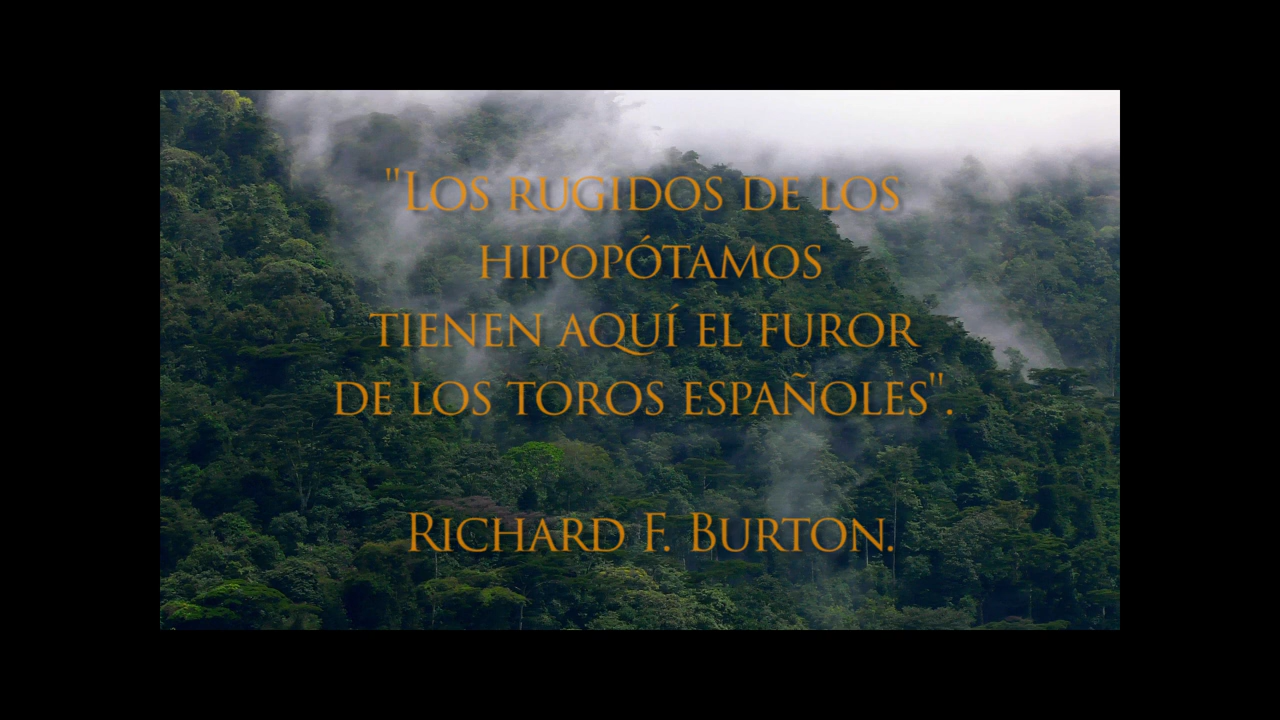 "Los rugidos de los
hipopótamos
tienen aquí el furor
de los toros españoles".
Richard F. Burton.